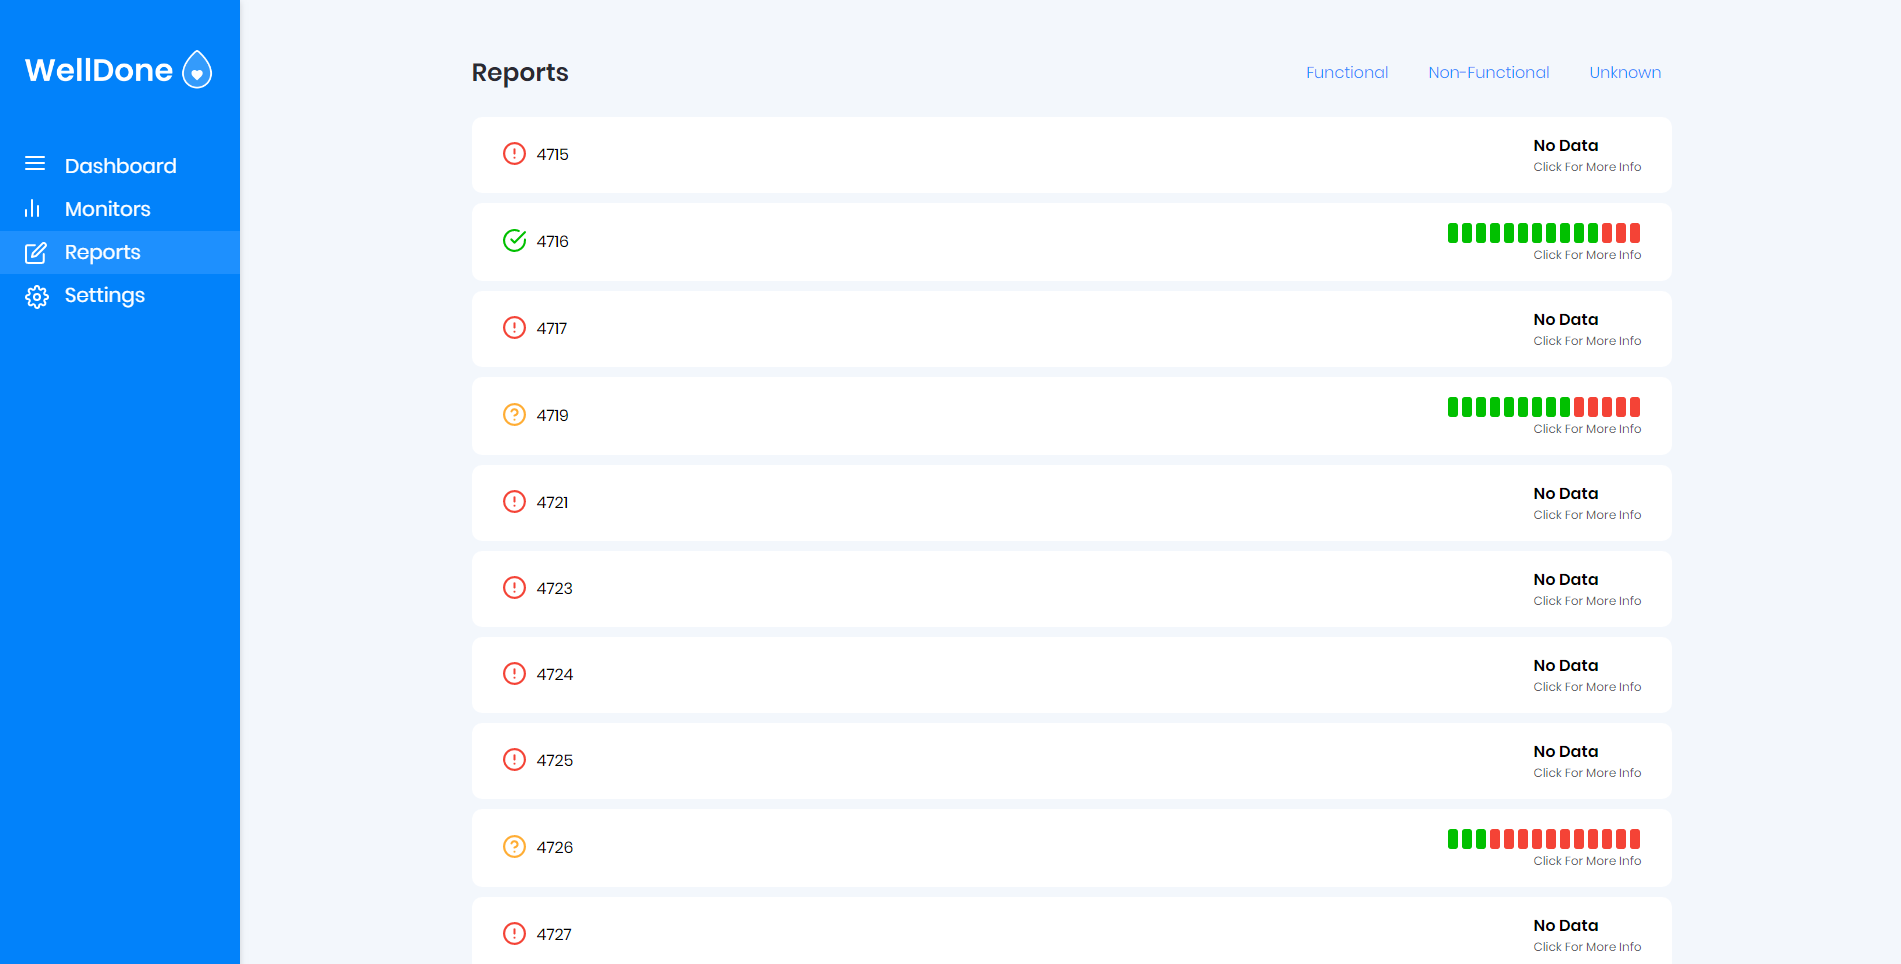 WellDone
Dashboard
Monitors
Reports
Settings
Reports
Functional Non-Functional Unknown
4715
No Data
Click For More Info
4716
Click For More Info
4717
No Data
Click For More Info
4719
Click For More Info
4721
No Data
Click For More Info
4723
No Data
Click For More Info
4724
No Data
Click For More Info
4725
No Data
Click For More Info
4726
Click For More Info
4727
No Data
Click For More Info